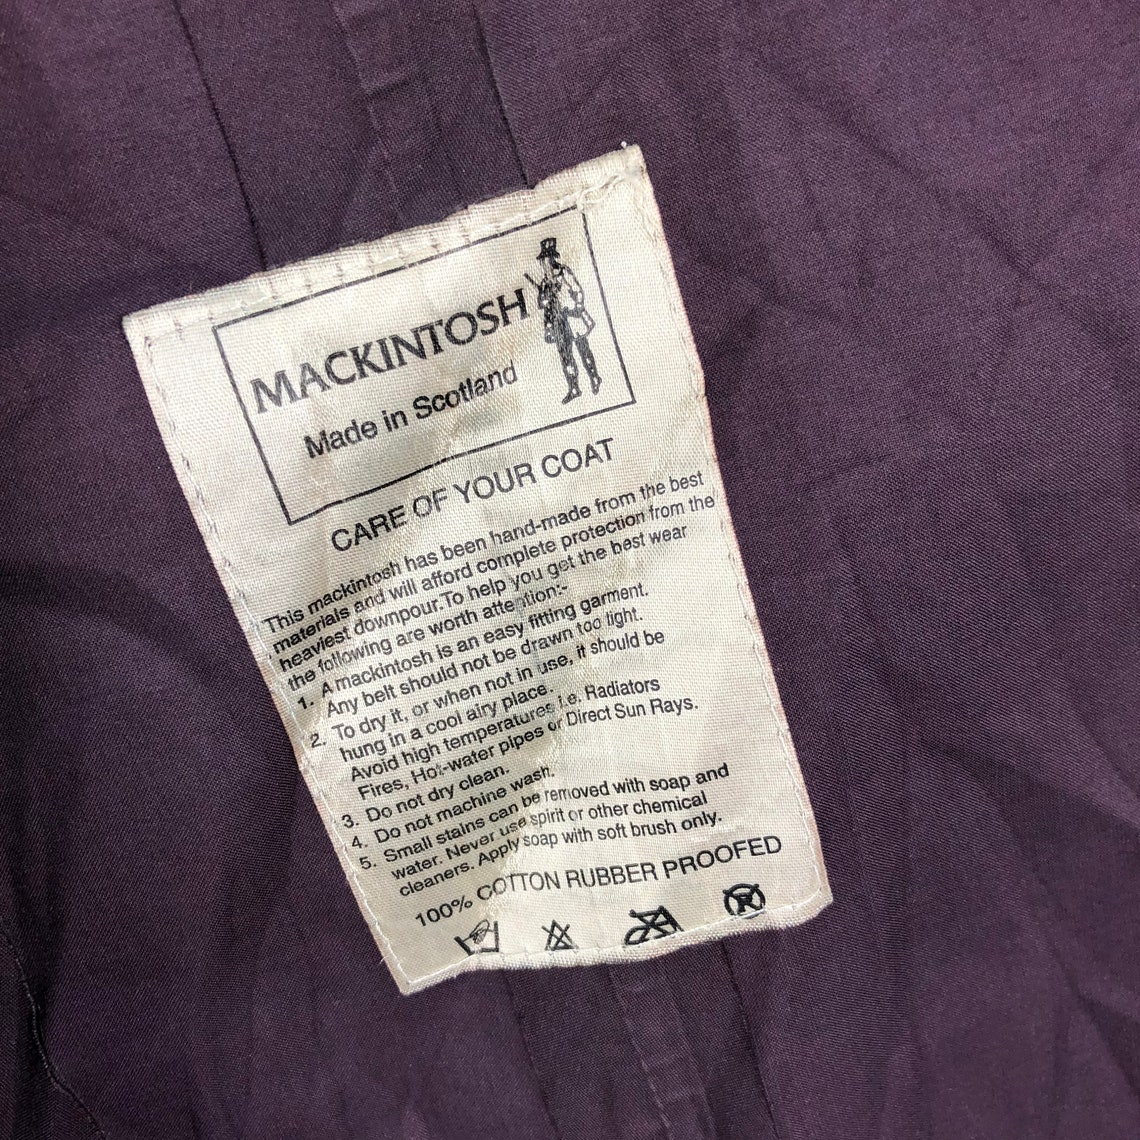 MACKINTOSH
Made in Scotland
CARE OF YOUR COAT
This mackintosh has been hand-made from the best
materials and will afford complete protection from the
heaviest downpour.To help you get the best wear
the following are worth attention:-
1. A mackintosh is an easy fitting garment.
Any belt should not be drawn too tight.
2. To dry it, or when not in use, it should be
hung in a cool airy place.
Avoid high temperatures i.e. Radiators
Fires, Hot-water pipes or Direct Sun Rays.
3. Do not dry clean.
4. Do not machine wash.
5. Small stains can be removed with soap and
water. Never use spirit or other chemical
cleaners. Apply soap with soft brush only.
100% COTTON RUBBER PROOFED